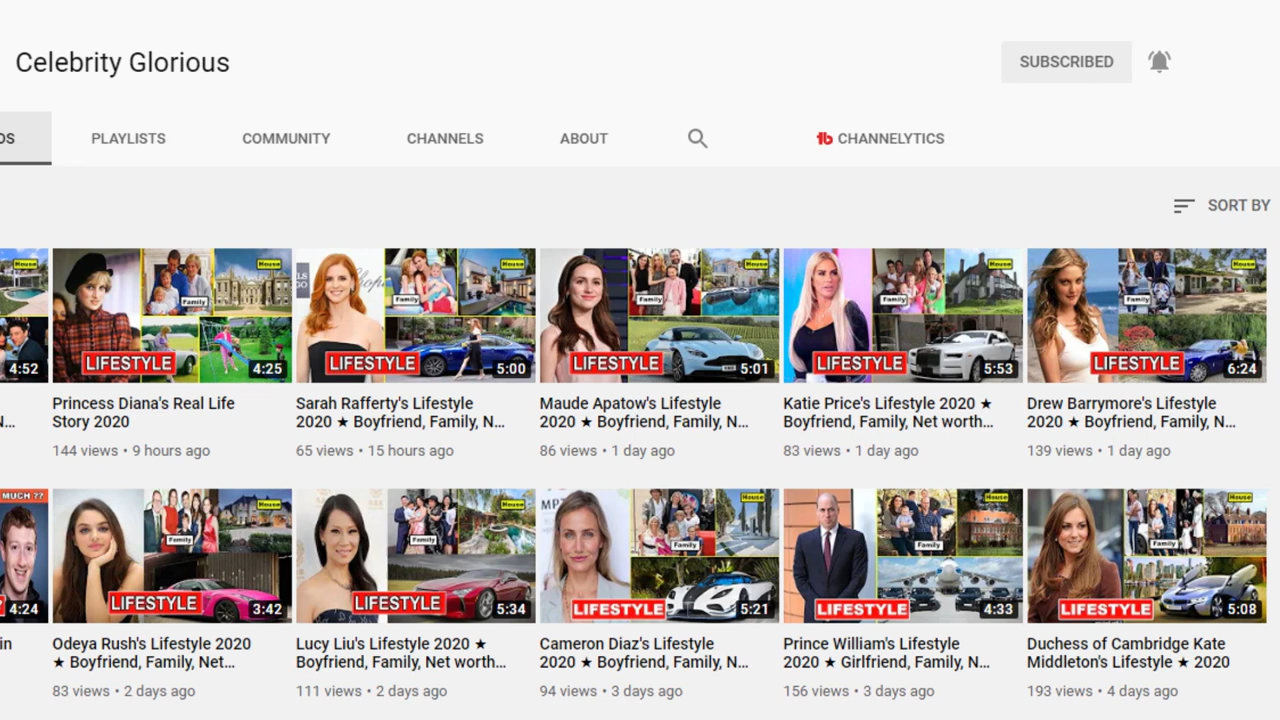 Celebrity Glorious
SUBSCRIBED
OS
PLAYLISTS
COMMUNITY
CHANNELS
ABOUT
CHANNELYTICS
SORT BY
House
4:52
House
Family
LIFESTYLE
4:25
House
Family
LIFESTYLE
5:00
House
Family
LIFESTYLE
5:01
House
Family
LIFESTYLE
5:53
House
Family
LIFESTYLE
6:24
N...
Princess Diana's Real Life
Story 2020
144 views • 9 hours ago
Sarah Rafferty's Lifestyle
2020 ★ Boyfriend, Family, N...
65 views • 15 hours ago
Maude Apatow's Lifestyle
2020 ★ Boyfriend, Family, N...
86 views • 1 day ago
Katie Price's Lifestyle 2020 ★
Boyfriend, Family, Net worth...
83 views • 1 day ago
Drew Barrymore's Lifestyle
2020 ★ Boyfriend, Family, N...
139 views • 1 day ago
MUCH ??
4:24
House
Family
LIFESTYLE
3:42
House
Family
LIFESTYLE
5:34
House
Family
LIFESTYLE
5:21
House
Family
LIFESTYLE
4:33
House
Family
LIFESTYLE
5:08
in
Odeya Rush's Lifestyle 2020
★ Boyfriend, Family, Net...
83 views • 2 days ago
Lucy Liu's Lifestyle 2020 ★
Boyfriend, Family, Net worth...
111 views • 2 days ago
Cameron Diaz's Lifestyle
2020 ★ Boyfriend, Family, N...
94 views • 3 days ago
Prince William's Lifestyle
2020 ★ Girlfriend, Family, N...
156 views • 3 days ago
Duchess of Cambridge Kate
Middleton's Lifestyle ★ 2020
193 views • 4 days ago